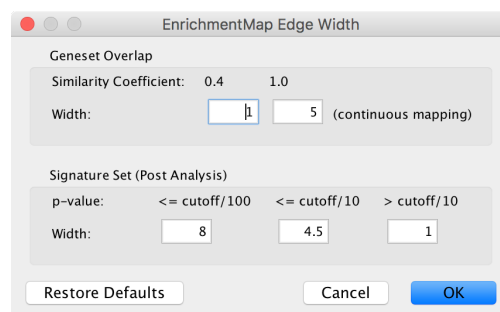 EnrichmentMap Edge Width
Geneset Overlap
Similarity Coefficient: 0.4 1.0
Width: 1 5 (continuous mapping)
Signature Set (Post Analysis)
p-value: <= cutoff/100 <= cutoff/10 > cutoff/10
Width: 8 4.5 1
Restore Defaults Cancel OK